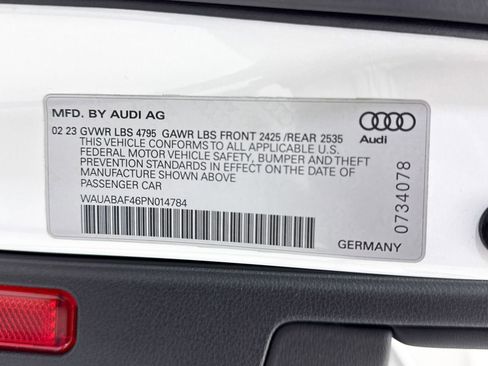 MFD. BY AUDI AG
02 23 GVWR LBS 4795 GAWR LBS FRONT 2425 /REAR 2535
THIS VEHICLE CONFORMS TO ALL APPLICABLE U.S.
FEDERAL MOTOR VEHICLE SAFETY, BUMPER AND THEFT
PREVENTION STANDARDS IN EFFECT ON THE DATE OF
MANUFACTURE SHOWN ABOVE
PASSENGER CAR
WAUABAF46PN014784
Audi
0734078
GERMANY